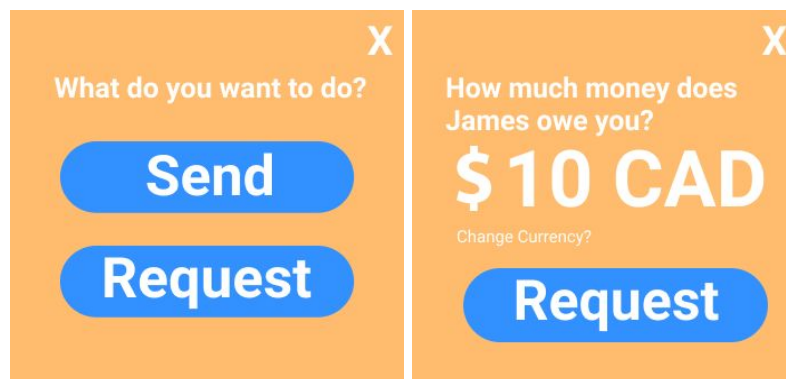 X
What do you want to do?
Send
Request
X
How much money does
James owe you?
$10 CAD
Change Currency?
Request